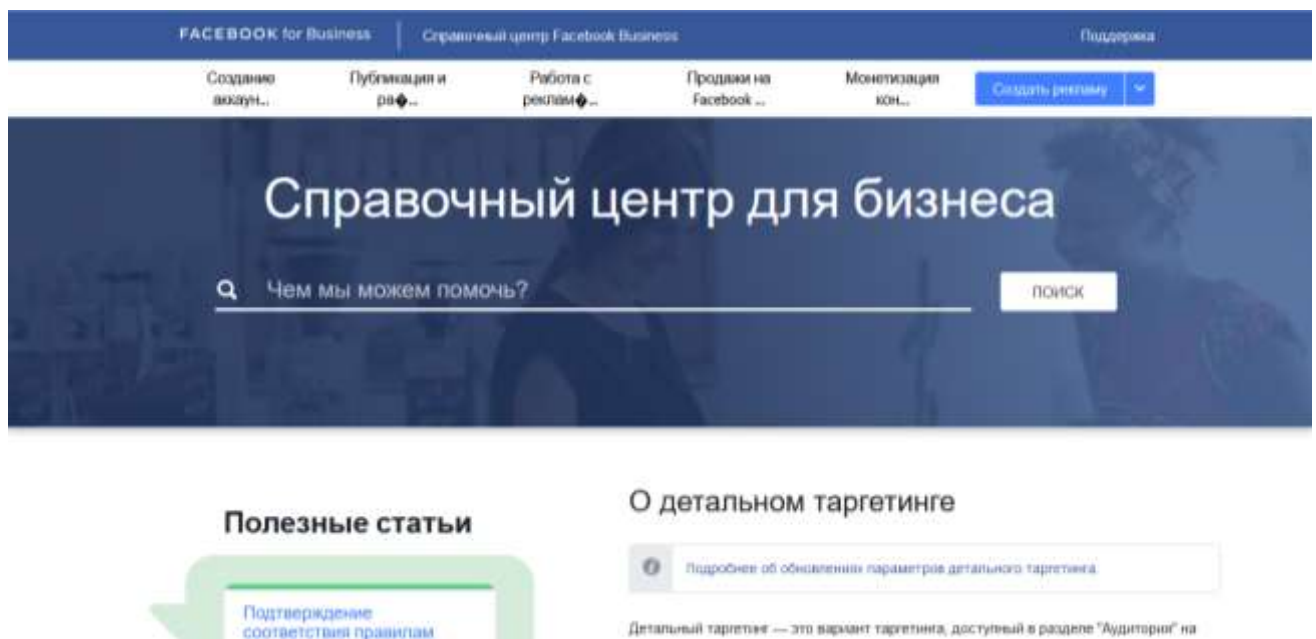 FACEBOOK for Business
Справочный центр Facebook Business
Поддержка
Создание
аккаун...
Публикация и
ра�...
Работа с
реклам�...
Продажи на
Facebook ...
Монетизация
кон...
Создать рекламу
Справочный центр для бизнеса
Чем мы можем помочь?
ПОИСК
Полезные статьи
Подтверждение
соответствия правилам
О детальном таргетинге
Подробнее об обновлениях параметров детального таргетинга.
Детальный таргетинг — это вариант таргетинга, доступный в разделе "Аудитория" на